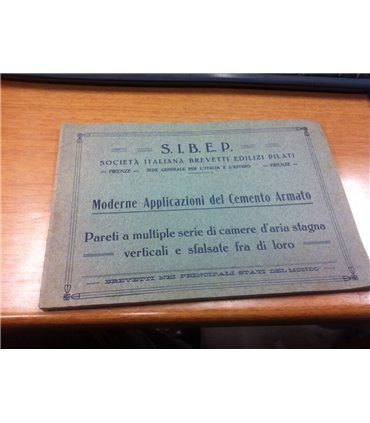 S. I. B. E. P.
SOCIETÀ ITALIANA BREVETTI EDILIZI PILATI
— FIRENZE — SEDE GENERALE PER L'ITALIA E L'ESTERO — FIRENZE —
Moderne Applicazioni del Cemento Armato
Pareti a multiple serie di camere d'aria stagna
verticali e sfalsate fra di loro
BREVETTI NEI PRINCIPALI STATI DEL MONDO